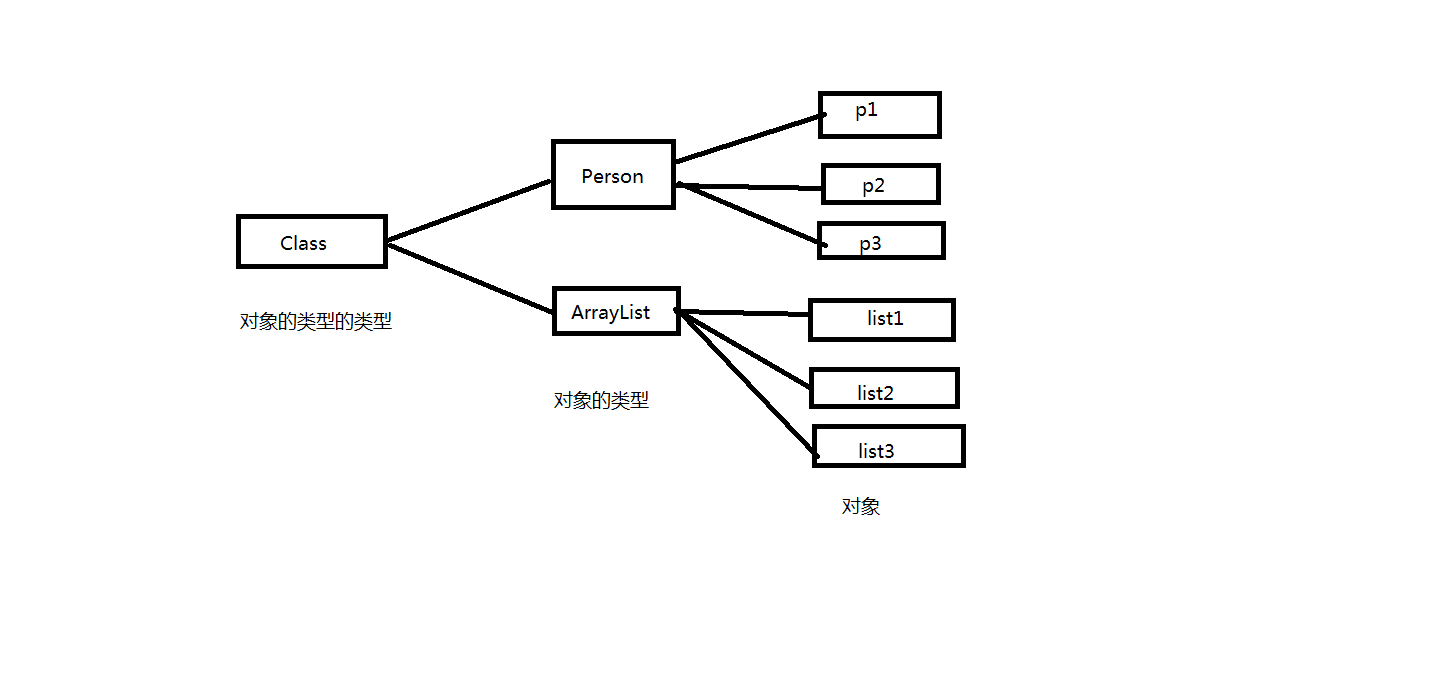 p1
Person
p2
Class
p3
ArrayList
list1
对象的类型的类型
对象的类型
list2
list3
对象